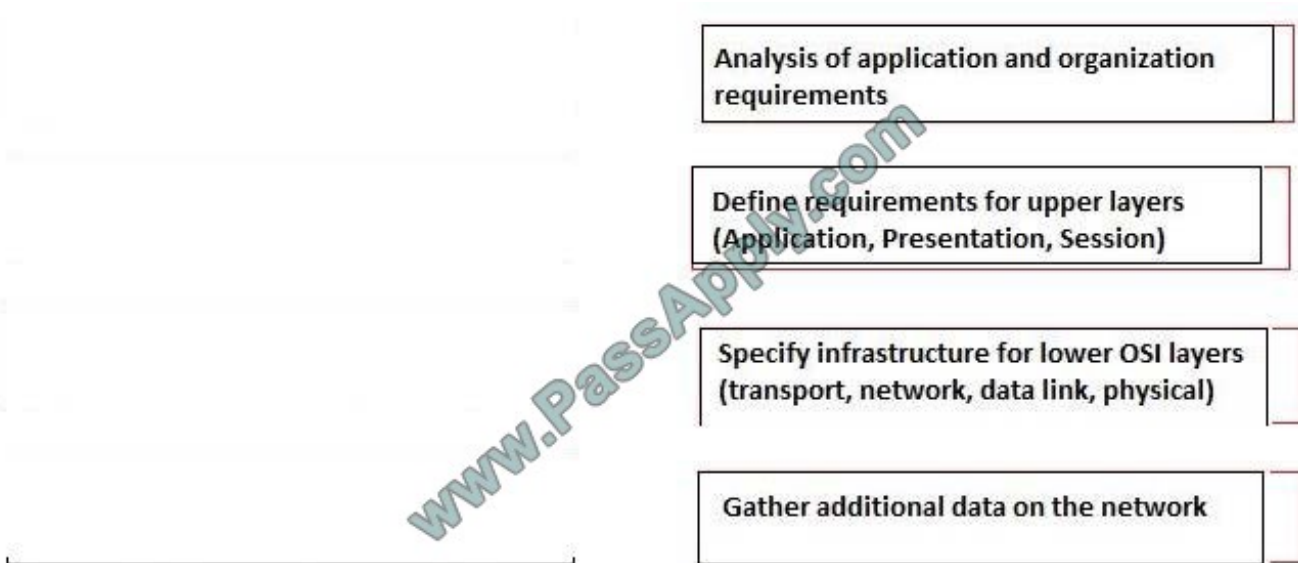 Analysis of application and organization
requirements
Define requirements for upper layers
(Application, Presentation, Session)
Specify infrastructure for lower OSI layers
(transport, network, data link, physical)
Gather additional data on the network
www.PassApply.com